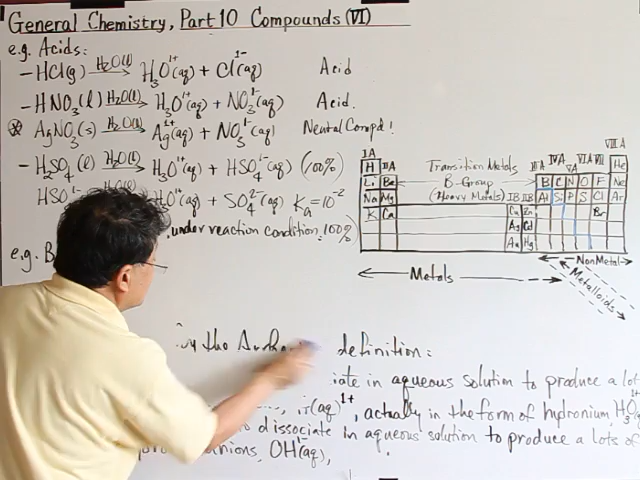 General Chemistry, Part 10 Compounds (VI)
e.g. Acids:
-HCl(g) H₂O(l)→ H₃O¹⁺(aq) + Cl¹⁻(aq) Acid
-HNO₃(l) H₂O(l)→ H₃O¹⁺(aq) + NO₃¹⁻(aq) Acid.
AgNO₃(s) H₂O(l)→ Ag¹⁺(aq) + NO₃¹⁻(aq) Neutral Compd!
-H₂SO₄(l) H₂O(l)→ H₃O¹⁺(aq) + HSO₄¹⁻(aq) (100%)
HSO H₃O¹⁺(aq) + SO₄²⁻(aq) Ka=10⁻²
, under reaction condition, 100%)
e.g. B
IA VIIIA
H IIA Transition Metals IIIA IVA VA VIA VII He
Li Be B-Group B C N O F Ne
Na Mg (Heavy Metals) IB IIB Al S P S Cl Ar
K Ca Cu Zn Br
Ag Cd
Au Hg
NonMetal
Metals Metalloids
the definition:
iate in aqueous solution to produce a lot
(aq)¹⁺, actually in the form of hydronium, H₃O¹⁺
dissociate in aqueous solution to produce a lots of
anions, OH¹⁻(aq),